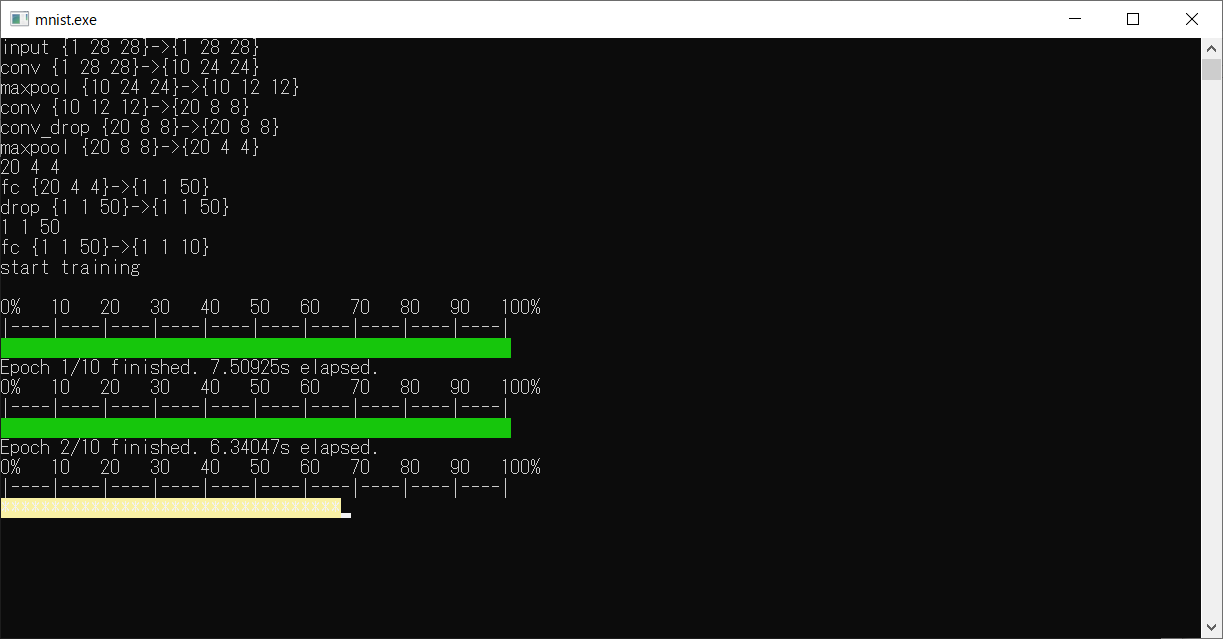 mnist.exe
input {1 28 28}->{1 28 28}
conv {1 28 28}->{10 24 24}
maxpool {10 24 24}->{10 12 12}
conv {10 12 12}->{20 8 8}
conv_drop {20 8 8}->{20 8 8}
maxpool {20 8 8}->{20 4 4}
20 4 4
fc {20 4 4}->{1 1 50}
drop {1 1 50}->{1 1 50}
1 1 50
fc {1 1 50}->{1 1 10}
start training
0%   10   20   30   40   50   60   70   80   90   100%
|----|----|----|----|----|----|----|----|----|----|
Epoch 1/10 finished. 7.50925s elapsed.
0%   10   20   30   40   50   60   70   80   90   100%
|----|----|----|----|----|----|----|----|----|----|
Epoch 2/10 finished. 6.34047s elapsed.
0%   10   20   30   40   50   60   70   80   90   100%
|----|----|----|----|----|----|----|----|----|----|